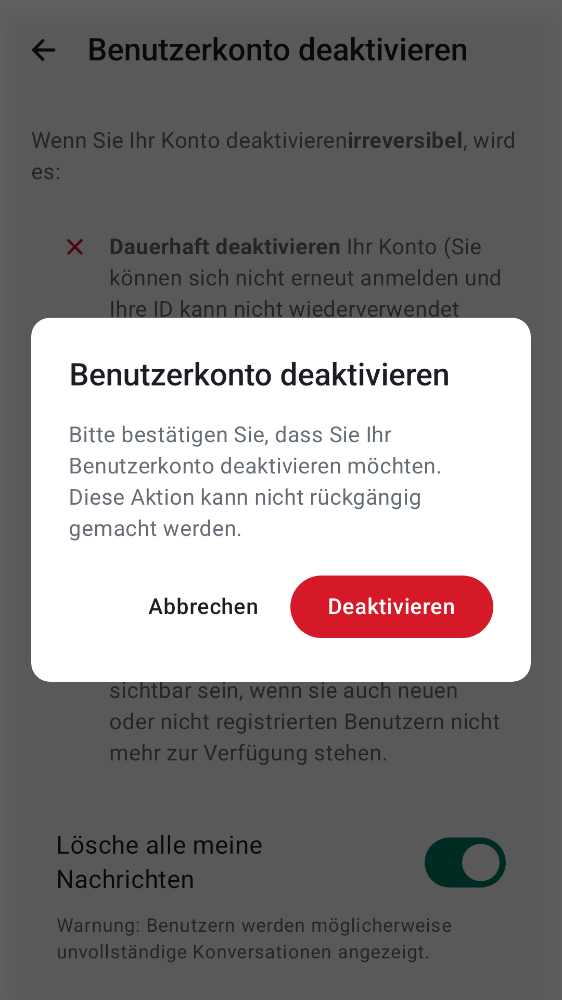 Benutzerkonto deaktivieren
Wenn Sie Ihr Konto deaktivierenirreversibel, wird
es:
Dauerhaft deaktivieren Ihr Konto (Sie
können sich nicht erneut anmelden und
Ihre ID kann nicht wiederverwendet
Benutzerkonto deaktivieren
Bitte bestätigen Sie, dass Sie Ihr
Benutzerkonto deaktivieren möchten.
Diese Aktion kann nicht rückgängig
gemacht werden.
Abbrechen
Deaktivieren
sichtbar sein, wenn sie auch neuen
oder nicht registrierten Benutzern nicht
mehr zur Verfügung stehen.
Lösche alle meine
Nachrichten
Warnung: Benutzern werden möglicherweise
unvollständige Konversationen angezeigt.